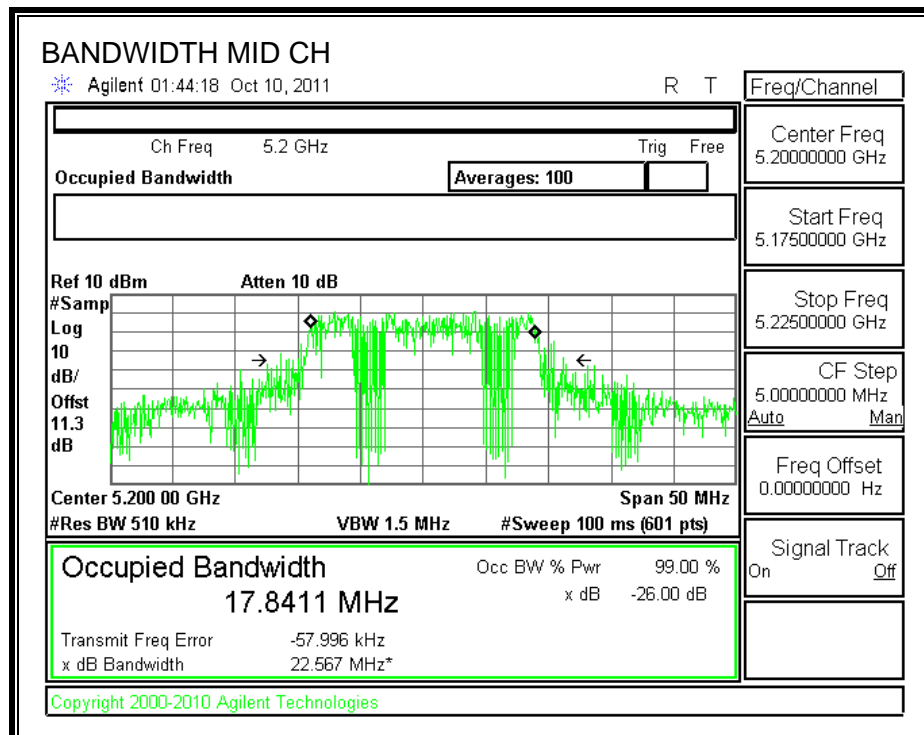 BANDWIDTH MID CH
Agilent 01:44:18 Oct 10, 2011 R T
Freq/Channel
Ch Freq 5.2 GHz Trig Free
Occupied Bandwidth Averages: 100
Center Freq
5.20000000 GHz
Start Freq
5.17500000 GHz
Stop Freq
5.22500000 GHz
CF Step
5.00000000 MHz
Auto Man
Freq Offset
0.00000000 Hz
Signal Track
On Off
Ref 10 dBm Atten 10 dB
#Samp
Log
10
dB/
Offst
11.3
dB
Center 5.200 00 GHz Span 50 MHz
#Res BW 510 kHz VBW 1.5 MHz #Sweep 100 ms (601 pts)
Occupied Bandwidth
17.8411 MHz
Occ BW % Pwr 99.00 %
x dB -26.00 dB
Transmit Freq Error -57.996 kHz
x dB Bandwidth 22.567 MHz*
Copyright 2000-2010 Agilent Technologies